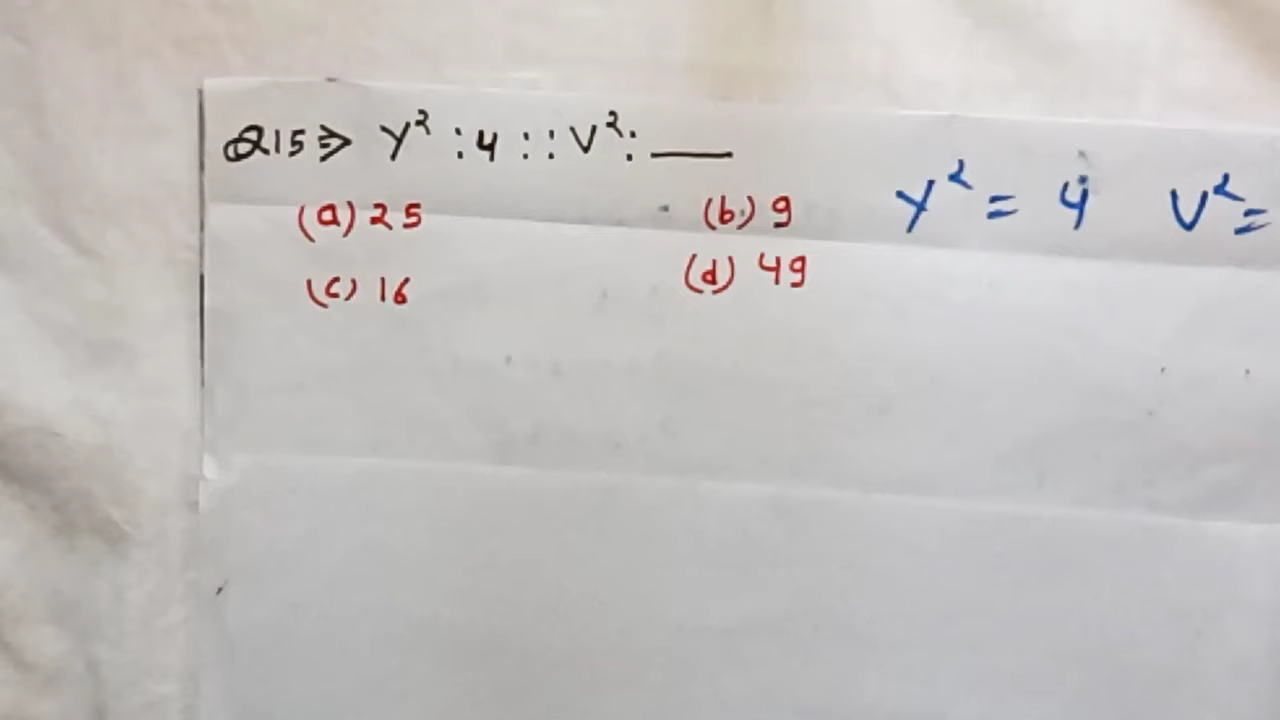 Q15⇒ Y² : 4 : : V² : ___
(a) 25 (b) 9
(c) 16 (d) 49
Y² = 4 V² =